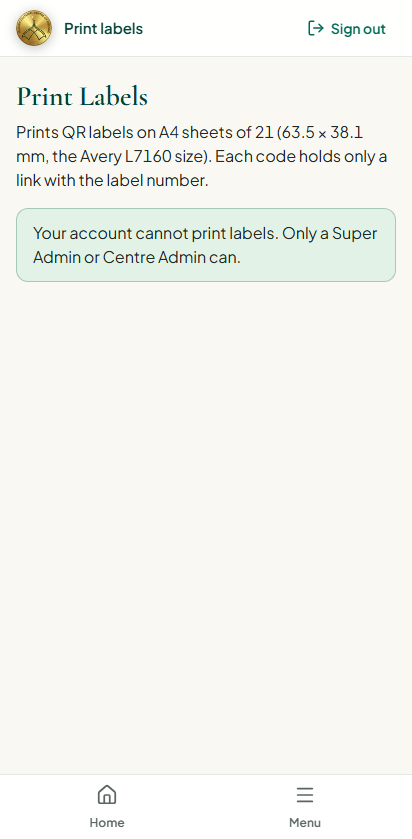 Print labels
Sign out
Print Labels
Prints QR labels on A4 sheets of 21 (63.5 × 38.1
mm, the Avery L7160 size). Each code holds only a
link with the label number.
Your account cannot print labels. Only a Super
Admin or Centre Admin can.
Home
Menu